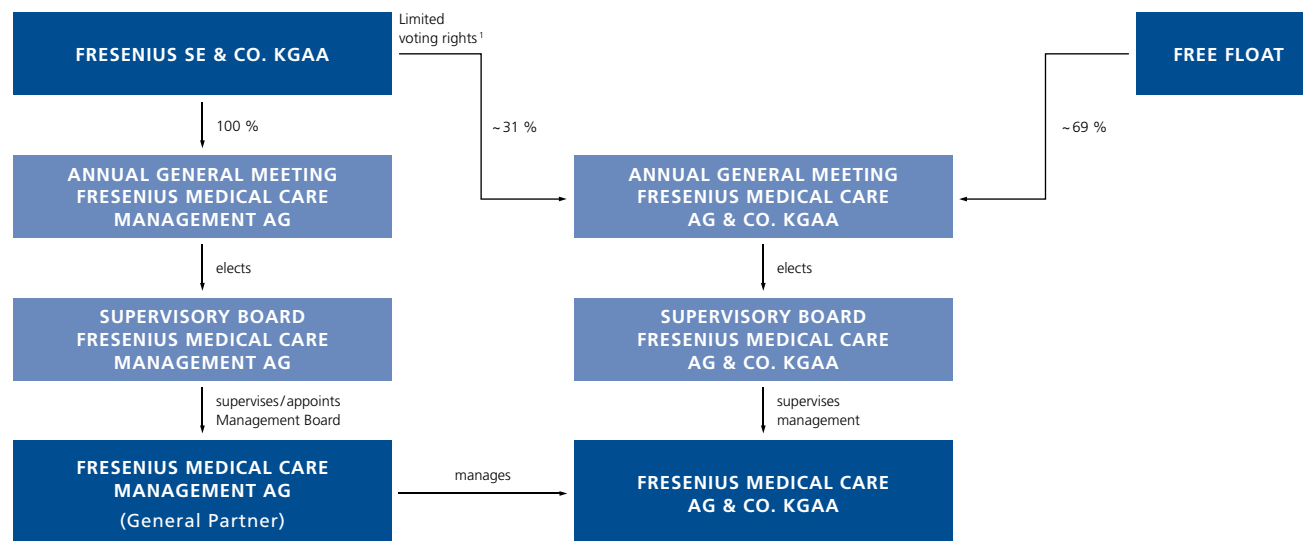 Limited
voting rights¹
FRESENIUS SE & CO. KGAA
FREE FLOAT
100 %
~31 %
~69 %
ANNUAL GENERAL MEETING
FRESENIUS MEDICAL CARE
MANAGEMENT AG
ANNUAL GENERAL MEETING
FRESENIUS MEDICAL CARE
AG & CO. KGAA
elects
elects
SUPERVISORY BOARD
FRESENIUS MEDICAL CARE
MANAGEMENT AG
SUPERVISORY BOARD
FRESENIUS MEDICAL CARE
AG & CO. KGAA
supervises/appoints
Management Board
supervises
management
FRESENIUS MEDICAL CARE
MANAGEMENT AG
(General Partner)
manages
FRESENIUS MEDICAL CARE
AG & CO. KGAA